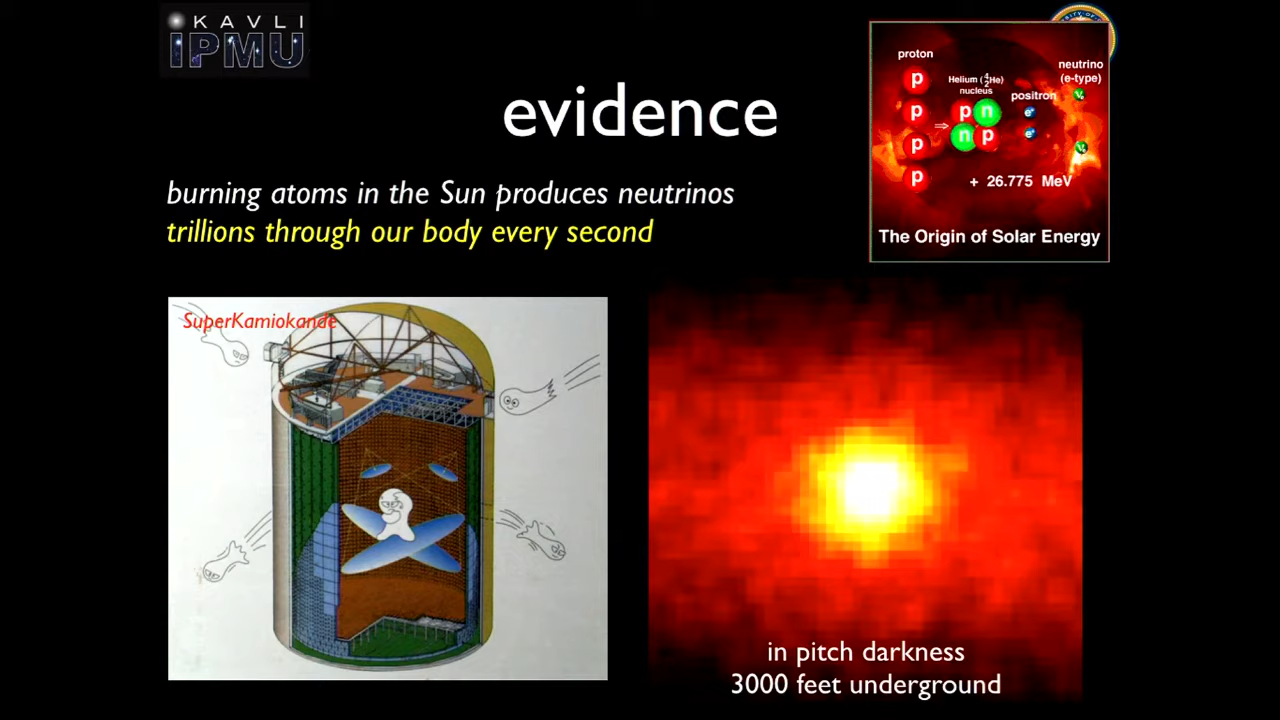 KAVLI
IPMU
evidence
burning atoms in the Sun produces neutrinos
trillions through our body every second
proton
p
p
p
p
⇒
Helium (⁴₂He)
nucleus
p n
n p
positron
e⁺
e⁺
neutrino
(e-type)
+ 26.775 MeV
The Origin of Solar Energy
SuperKamiokande
in pitch darkness
3000 feet underground